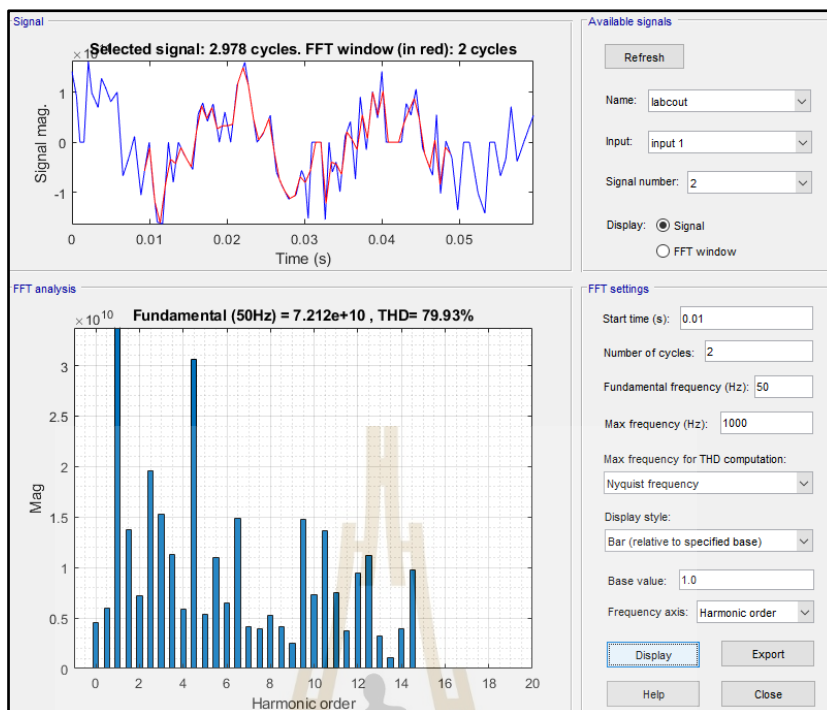 Signal
Selected signal: 2.978 cycles. FFT window (in red): 2 cycles
Signal mag.
1
0
-1
0
0.01
0.02
0.03
0.04
0.05
Time (s)
FFT analysis
×10^10
Fundamental (50Hz) = 7.212e+10 , THD= 79.93%
Mag
3
2.5
2
1.5
1
0.5
0
0
2
4
6
8
10
12
14
16
18
20
Harmonic order
Available signals
Refresh
Name:
labcout
Input:
input 1
Signal number:
2
Display:
Signal
FFT window
FFT settings
Start time (s):
0.01
Number of cycles:
2
Fundamental frequency (Hz):
50
Max frequency (Hz):
1000
Max frequency for THD computation:
Nyquist frequency
Display style:
Bar (relative to specified base)
Base value:
1.0
Frequency axis:
Harmonic order
Display
Export
Help
Close